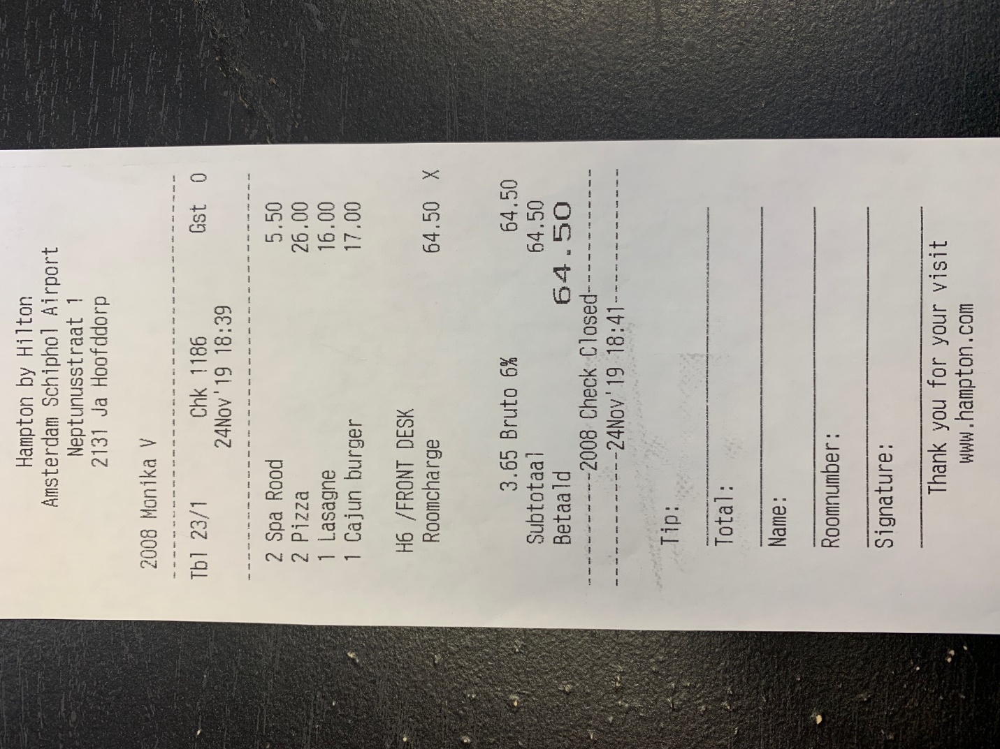 Hampton by Hilton
Amsterdam Schiphol Airport
Neptunusstraat 1
2131 Ja Hoofddorp
2008 Monika V
Tbl 23/1 Chk 1186 Gst 0
24Nov'19 18:39
2 Spa Rood 5.50
2 Pizza 26.00
1 Lasagne 16.00
1 Cajun burger 17.00
H6 /FRONT DESK
Roomcharge 64.50 X
3.65 Bruto 6% 64.50
Subtotaal 64.50
Betaald 64.50
--------2008 Check Closed--------
----------24Nov'19 18:41----------
Tip:
Total:
Name:
Roomnumber:
Signature:
Thank you for your visit
www.hampton.com